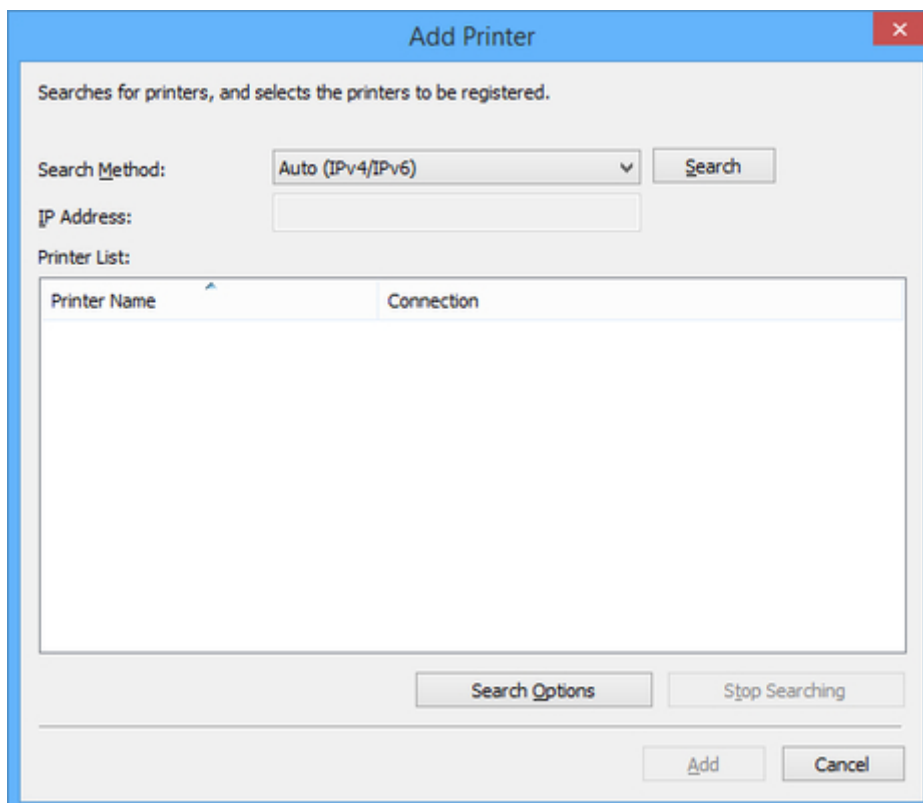 Add Printer
Searches for printers, and selects the printers to be registered.
Search Method: Auto (IPv4/IPv6) Search
IP Address:
Printer List:
Printer Name Connection
Search Options Stop Searching
Add Cancel